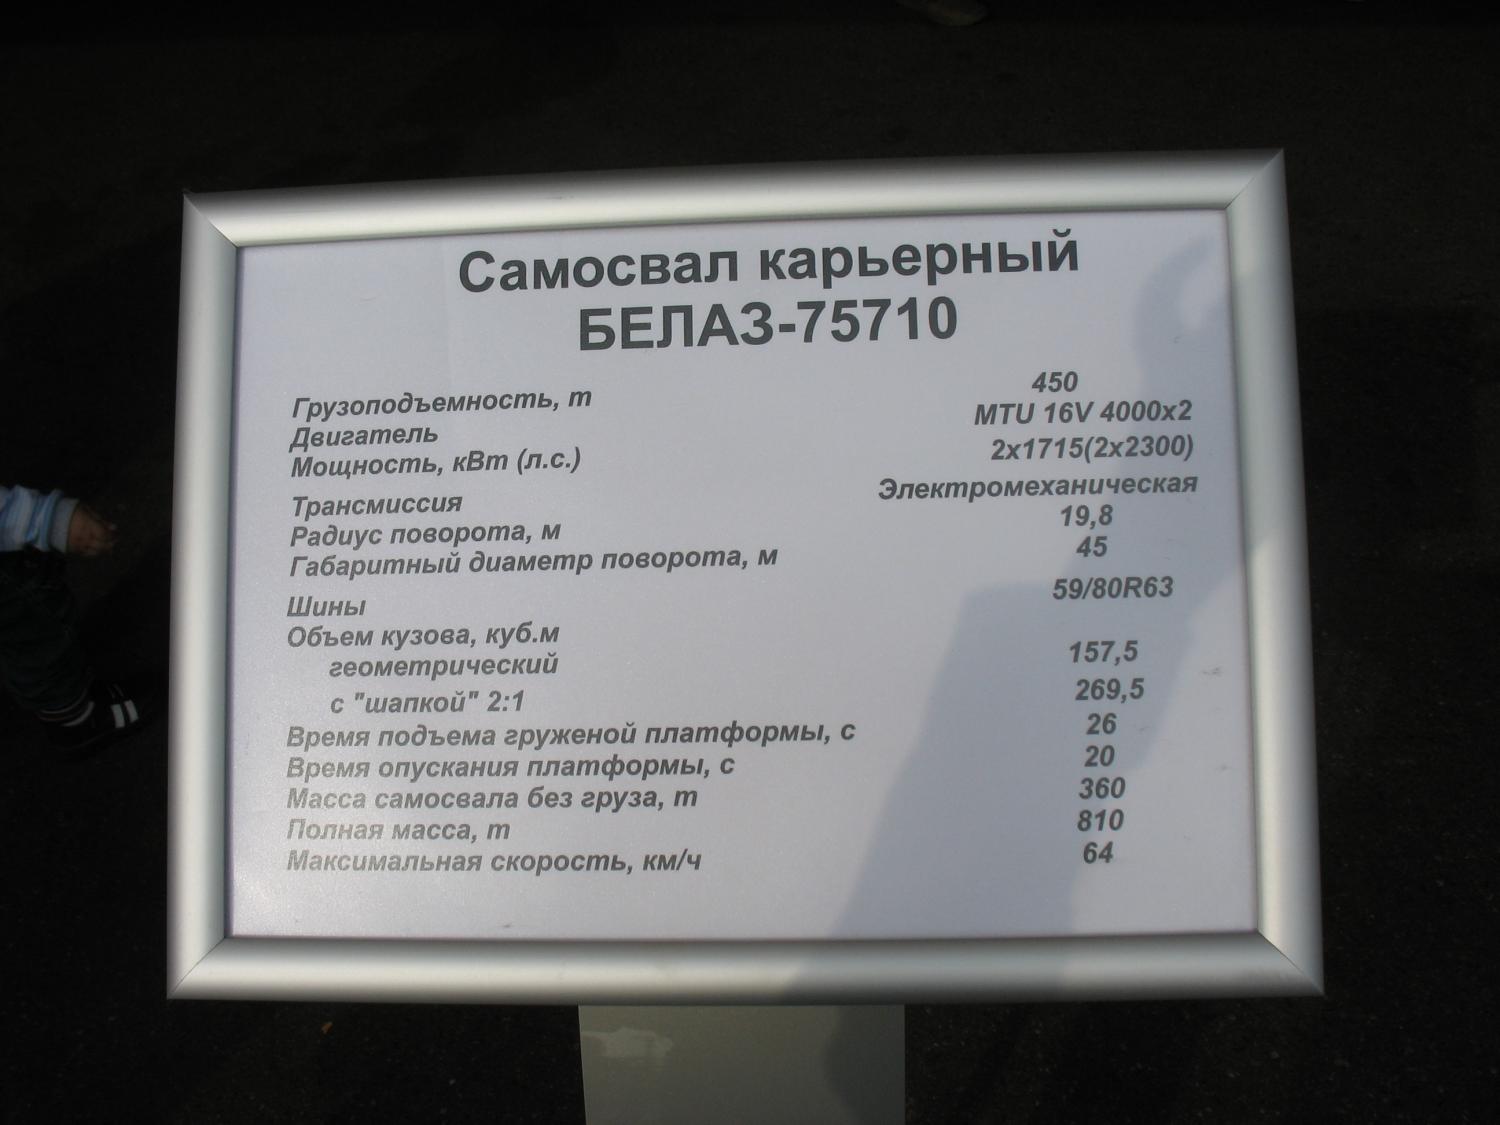 Самосвал карьерный
БЕЛАЗ-75710
Грузоподъемность, т 450
Двигатель MTU 16V 4000x2
Мощность, кВт (л.с.) 2х1715(2х2300)
Трансмиссия Электромеханическая
Радиус поворота, м 19,8
Габаритный диаметр поворота, м 45
Шины 59/80R63
Объем кузова, куб.м
геометрический 157,5
с "шапкой" 2:1 269,5
Время подъема груженой платформы, с 26
Время опускания платформы, с 20
Масса самосвала без груза, т 360
Полная масса, т 810
Максимальная скорость, км/ч 64